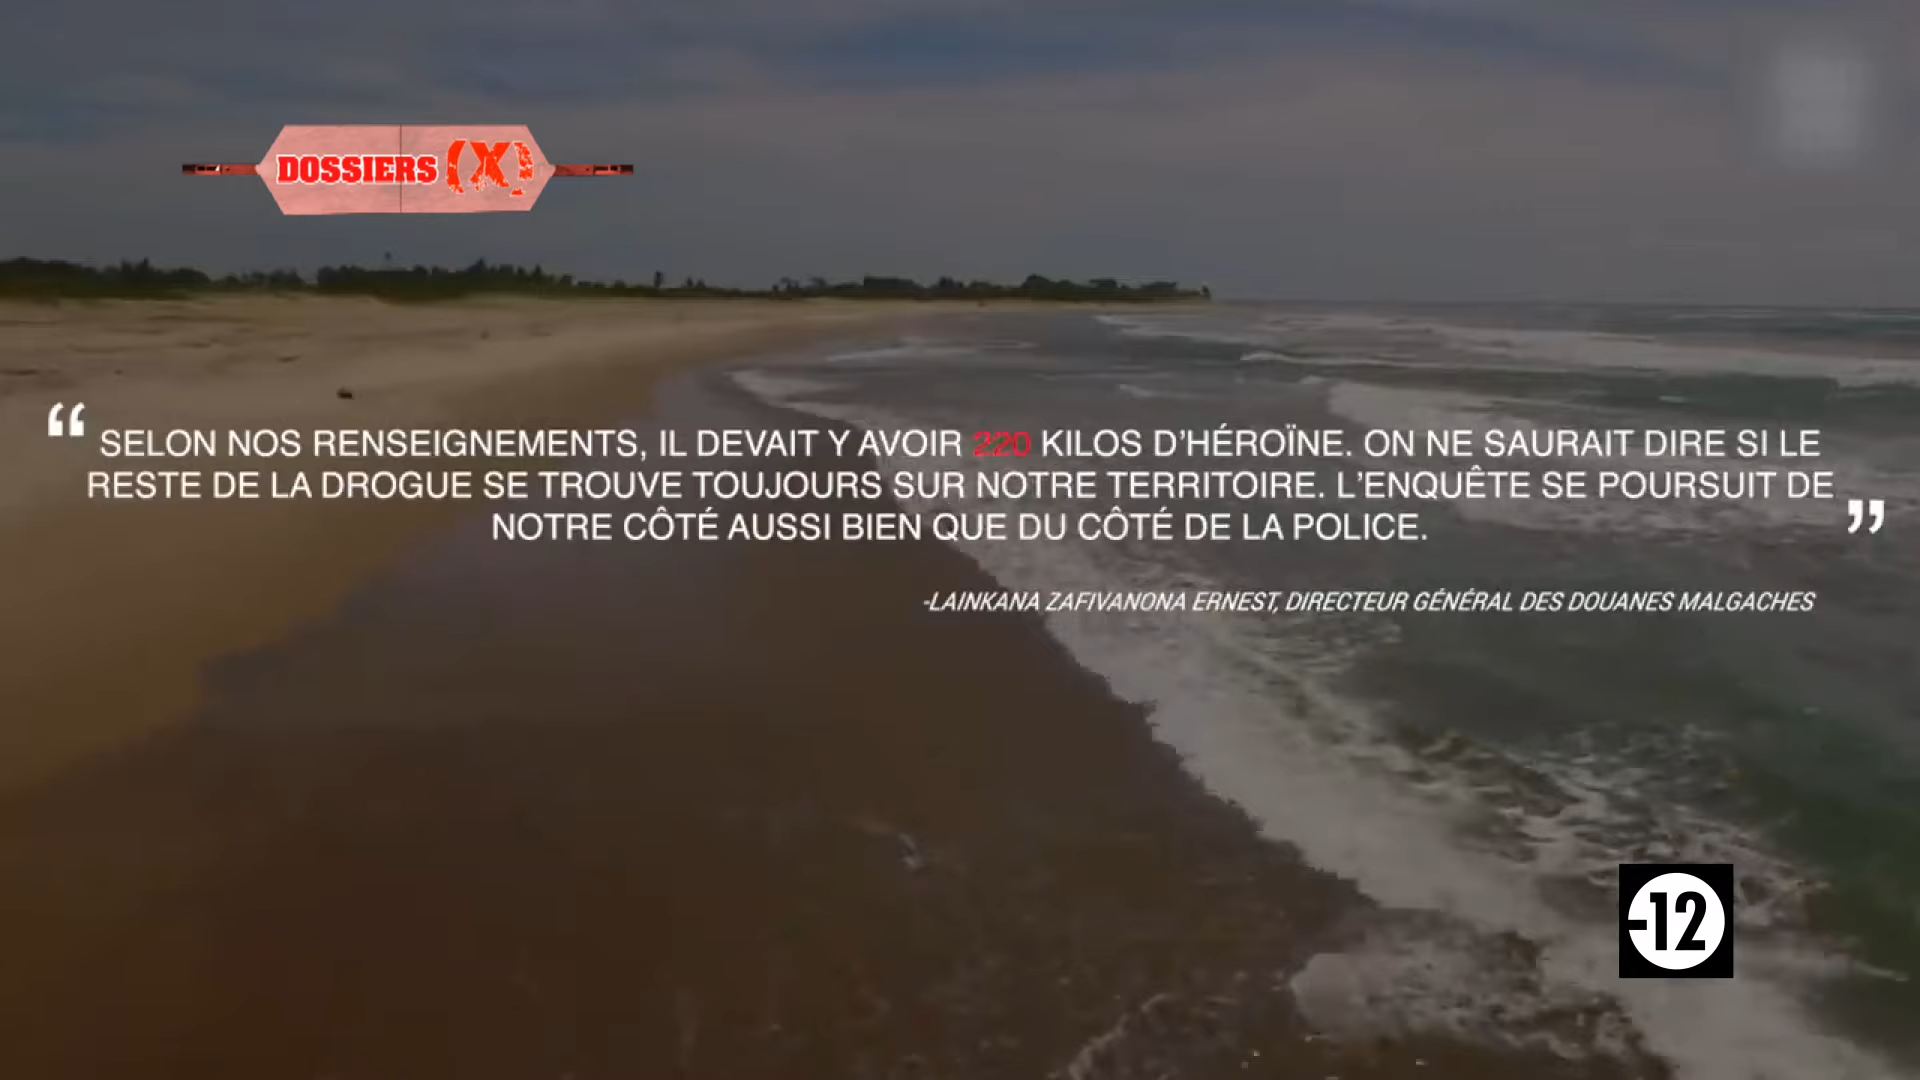 DOSSIERS (X)
“ SELON NOS RENSEIGNEMENTS, IL DEVAIT Y AVOIR 220 KILOS D’HÉROÏNE. ON NE SAURAIT DIRE SI LE
RESTE DE LA DROGUE SE TROUVE TOUJOURS SUR NOTRE TERRITOIRE. L’ENQUÊTE SE POURSUIT DE
NOTRE CÔTÉ AUSSI BIEN QUE DU CÔTÉ DE LA POLICE. ”
-LAINKANA ZAFIVANONA ERNEST, DIRECTEUR GÉNÉRAL DES DOUANES MALGACHES
-12